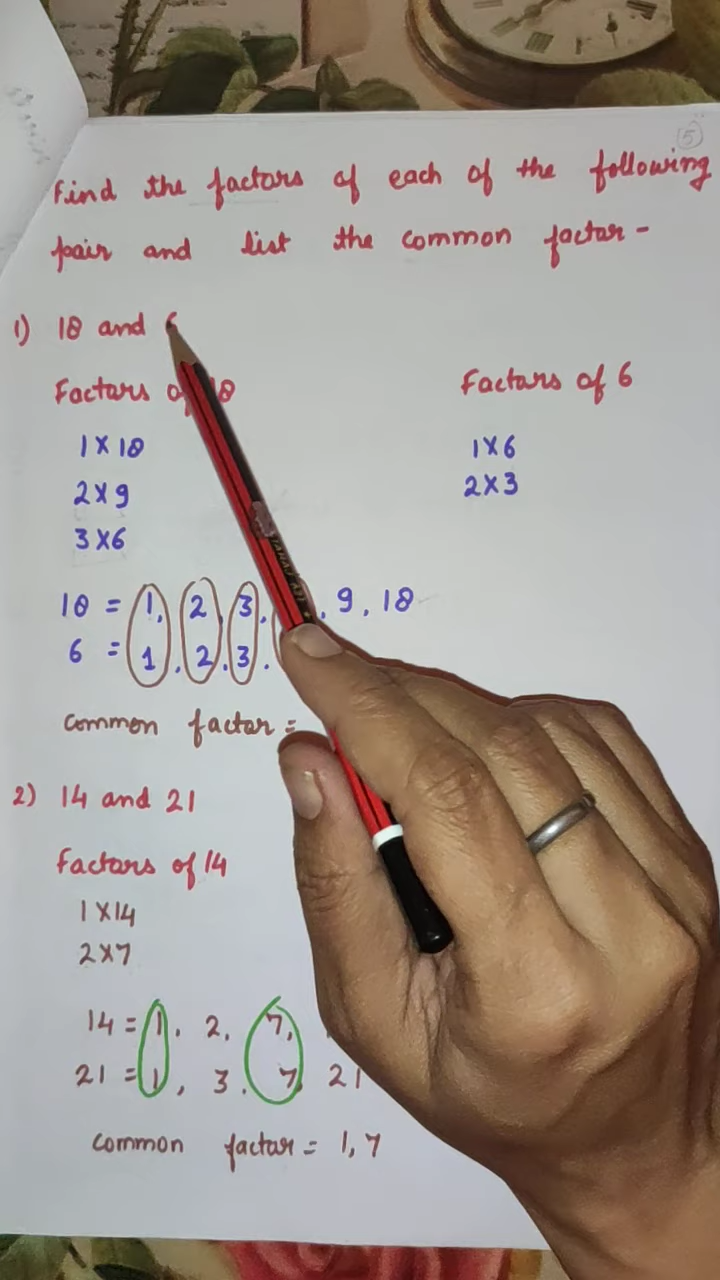 5
Find the factors of each of the following
pair and list the common factor -
1) 18 and 6
Factors of 18
Factors of 6
1 X 18
1 X 6
2 X 9
2 X 3
3 X 6
18 = 1, 2, 3, , 9, 18
6 = 1, 2, 3,
common factor =
2) 14 and 21
Factors of 14
1 X 14
2 X 7
14 = 1, 2, 7,
21 = 1, 3, 7, 21
common factor = 1, 7